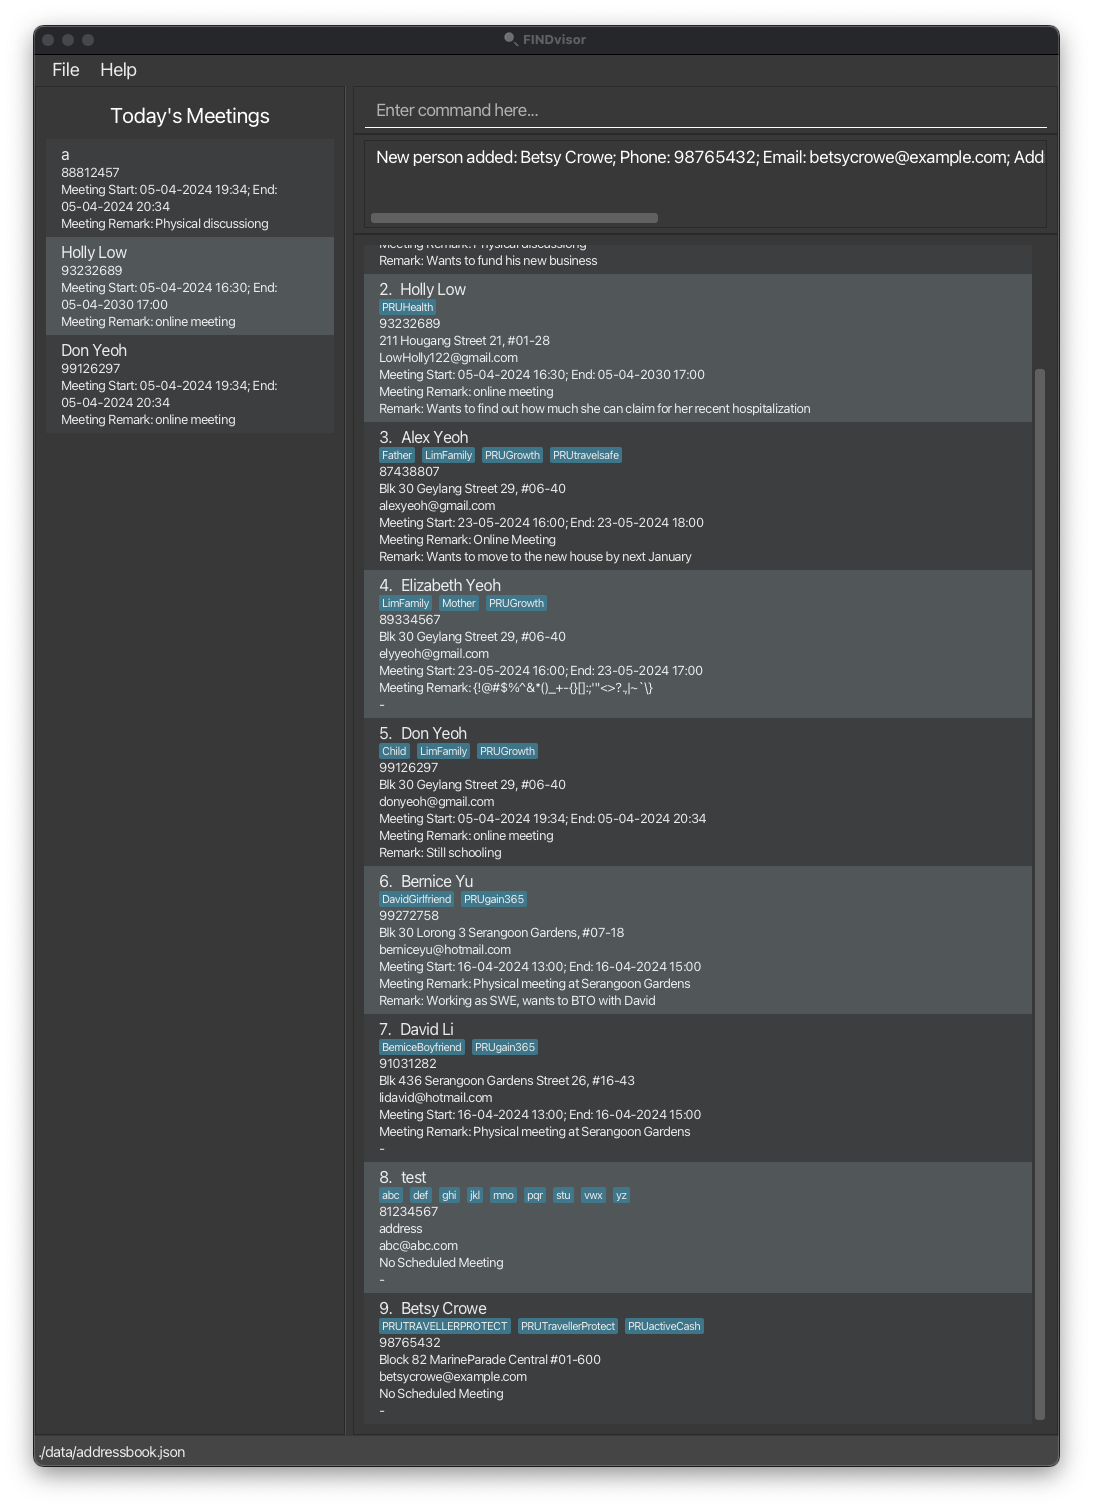 FINDvisor
File Help
Today's Meetings
a
88812457
Meeting Start: 05-04-2024 19:34; End:
05-04-2024 20:34
Meeting Remark: Physical discussiong
Holly Low
93232689
Meeting Start: 05-04-2024 16:30; End:
05-04-2030 17:00
Meeting Remark: online meeting
Don Yeoh
99126297
Meeting Start: 05-04-2024 19:34; End:
05-04-2024 20:34
Meeting Remark: online meeting
Enter command here...
New person added: Betsy Crowe; Phone: 98765432; Email: betsycrowe@example.com; Add
Meeting Remark: Physical discussiong
Remark: Wants to fund his new business
2. Holly Low
PRUHealth
93232689
211 Hougang Street 21, #01-28
LowHolly122@gmail.com
Meeting Start: 05-04-2024 16:30; End: 05-04-2030 17:00
Meeting Remark: online meeting
Remark: Wants to find out how much she can claim for her recent hospitalization
3. Alex Yeoh
Father LimFamily PRUGrowth PRUtravelsafe
87438807
Blk 30 Geylang Street 29, #06-40
alexyeoh@gmail.com
Meeting Start: 23-05-2024 16:00; End: 23-05-2024 18:00
Meeting Remark: Online Meeting
Remark: Wants to move to the new house by next January
4. Elizabeth Yeoh
LimFamily Mother PRUGrowth
89334567
Blk 30 Geylang Street 29, #06-40
elyyeoh@gmail.com
Meeting Start: 23-05-2024 16:00; End: 23-05-2024 17:00
Meeting Remark: {!@#$%^&*()_+-{}[]:;'"<>?.,|~`\}
-
5. Don Yeoh
Child LimFamily PRUGrowth
99126297
Blk 30 Geylang Street 29, #06-40
donyeoh@gmail.com
Meeting Start: 05-04-2024 19:34; End: 05-04-2024 20:34
Meeting Remark: online meeting
Remark: Still schooling
6. Bernice Yu
DavidGirlfriend PRUgain365
99272758
Blk 30 Lorong 3 Serangoon Gardens, #07-18
berniceyu@hotmail.com
Meeting Start: 16-04-2024 13:00; End: 16-04-2024 15:00
Meeting Remark: Physical meeting at Serangoon Gardens
Remark: Working as SWE, wants to BTO with David
7. David Li
BerniceBoyfriend PRUgain365
91031282
Blk 436 Serangoon Gardens Street 26, #16-43
lidavid@hotmail.com
Meeting Start: 16-04-2024 13:00; End: 16-04-2024 15:00
Meeting Remark: Physical meeting at Serangoon Gardens
-
8. test
abc def ghi jkl mno pqr stu vwx yz
81234567
address
abc@abc.com
No Scheduled Meeting
-
9. Betsy Crowe
PRUTRAVELLERPROTECT PRUTravellerProtect PRUactiveCash
98765432
Block 82 MarineParade Central #01-600
betsycrowe@example.com
No Scheduled Meeting
-
./data/addressbook.json